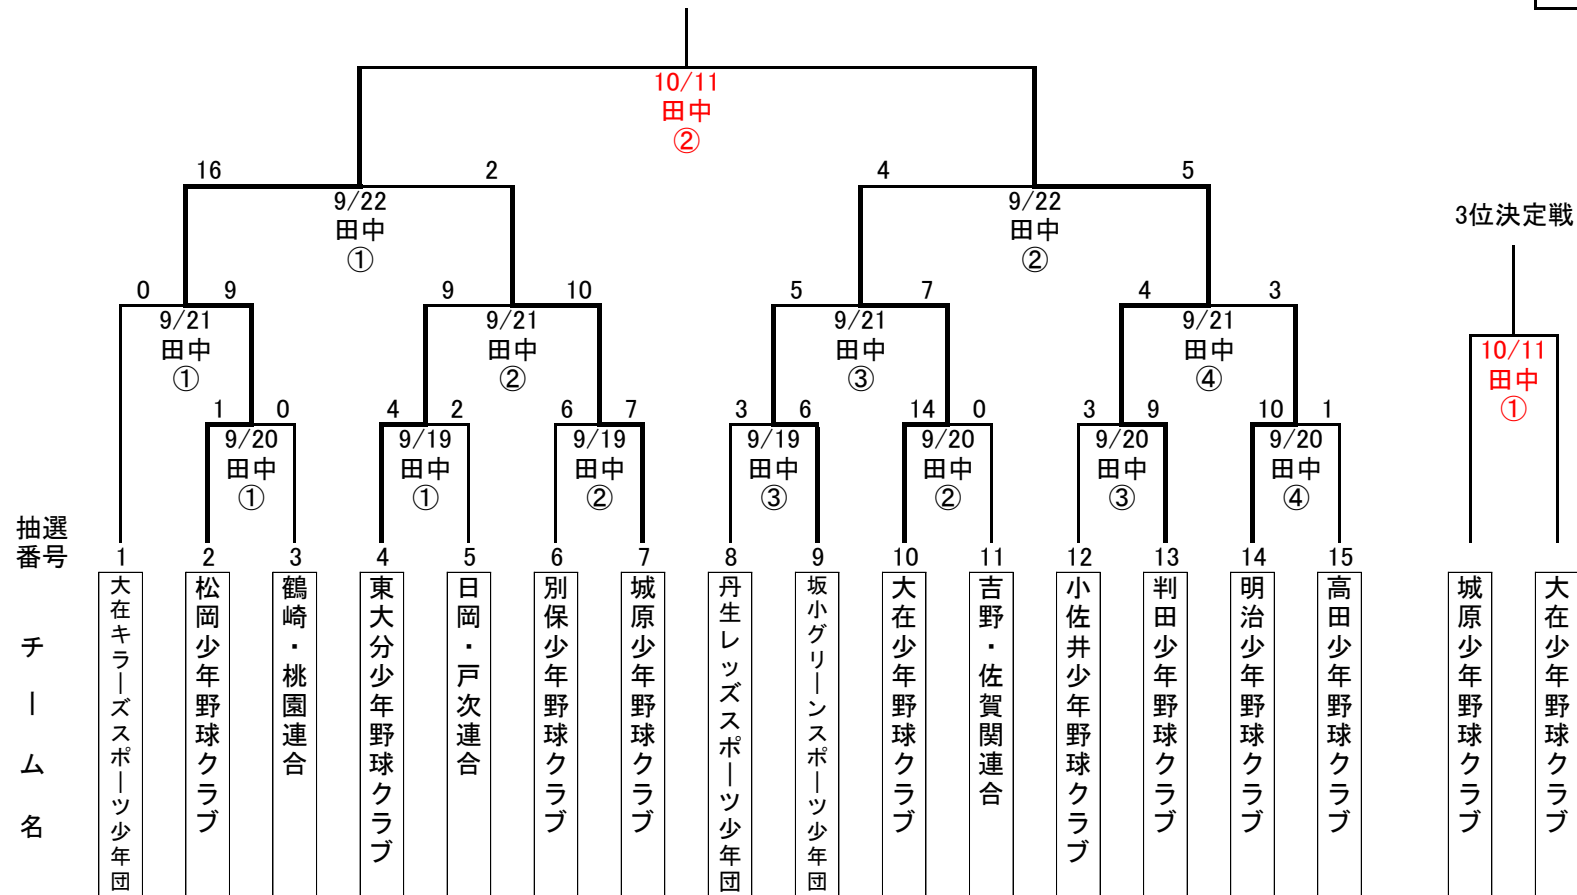 10/11
田中
②
16 2 4 5
9/22 9/22
田中 田中
① ②
3位決定戦
0 9 9 10 5 7 4 3
9/21 9/21 9/21 9/21
田中 田中 田中 田中
① ② ③ ④
10/11
田中
①
1 0 4 2 6 7 3 6 14 0 3 9 10 1
9/20 9/19 9/19 9/19 9/20 9/20 9/20
田中 田中 田中 田中 田中 田中 田中
① ① ② ③ ② ③ ④
抽選
番号
1 2 3 4 5 6 7 8 9 10 11 12 13 14 15
チーム名
大在キラーズスポーツ少年団
松岡少年野球クラブ
鶴崎・桃園連合
東大分少年野球クラブ
日岡・戸次連合
別保少年野球クラブ
城原少年野球クラブ
丹生レッズスポーツ少年団
坂小グリーンスポーツ少年団
大在少年野球クラブ
吉野・佐賀関連合
小佐井少年野球クラブ
判田少年野球クラブ
明治少年野球クラブ
高田少年野球クラブ
城原少年野球クラブ
大在少年野球クラブ